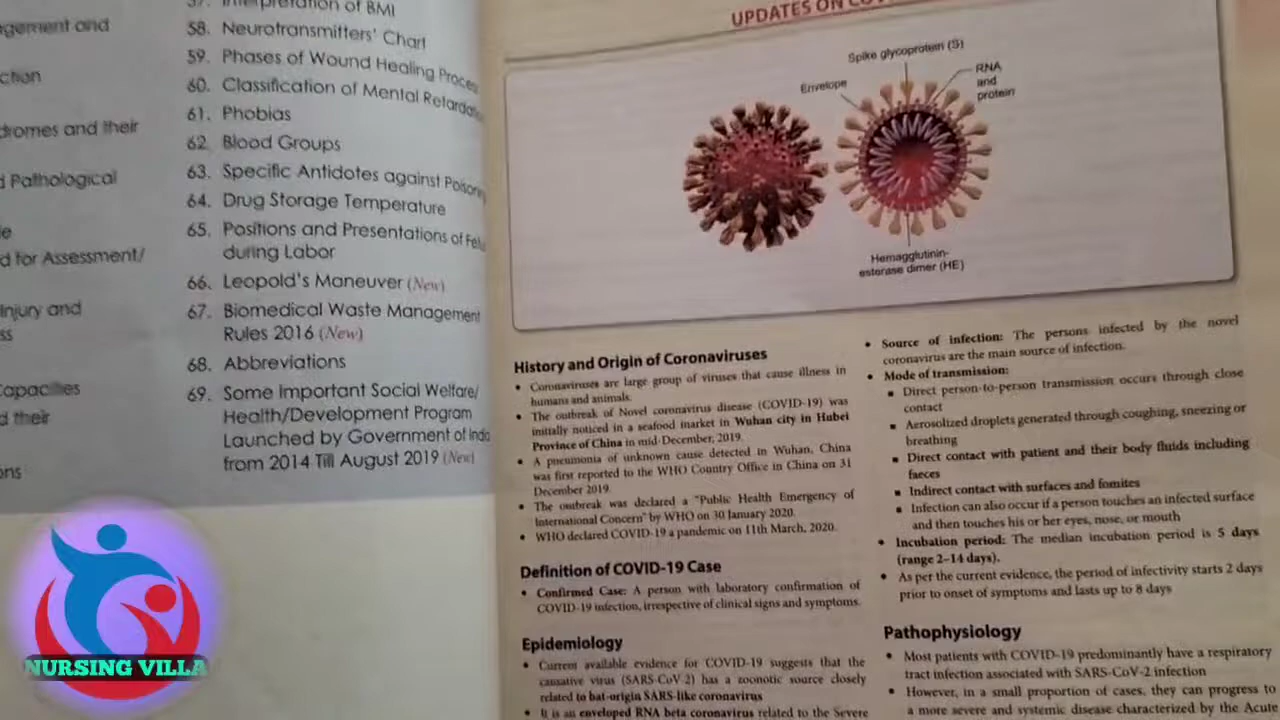 gement and
ction
dromes and their
d Pathological
d for Assessment/
Injury and
ss
Capacities
d their
ons
57. Interpretation of BMI
58. Neurotransmitters' Chart
59. Phases of Wound Healing Process
60. Classification of Mental Retardatio
61. Phobias
62. Blood Groups
63. Specific Antidotes against Poisoning
64. Drug Storage Temperature
65. Positions and Presentations of Fetu
during Labor
66. Leopold's Maneuver (New)
67. Biomedical Waste Management
Rules 2016 (New)
68. Abbreviations
69. Some Important Social Welfare/
Health/Development Program
Launched by Government of India
from 2014 Till August 2019 (New)
NURSING VILLA
UPDATES ON
Spike glycoprotein (S)
Envelope
RNA
and
protein
Hemagglutinin-
esterase dimer (HE)
History and Origin of Coronaviruses
• Coronaviruses are large group of viruses that cause illness in
humans and animals.
• The outbreak of Novel coronavirus disease (COVID-19) was
initially noticed in a seafood market in Wuhan city in Hubei
Province of China in mid-December, 2019.
• A pneumonia of unknown cause detected in Wuhan, China
was first reported to the WHO Country Office in China on 31
December 2019.
• The outbreak was declared a "Public Health Emergency of
International Concern" by WHO on 30 January 2020.
• WHO declared COVID-19 a pandemic on 11th March, 2020.
Definition of COVID-19 Case
• Confirmed Case: A person with laboratory confirmation of
COVID-19 infection, irrespective of clinical signs and symptoms.
Epidemiology
• Current available evidence for COVID-19 suggests that the
causative virus (SARS-CoV-2) has a zoonotic source closely
related to bat-origin SARS-like coronavirus
• It is an enveloped RNA beta coronavirus related to the Severe
• Source of infection: The persons infected by the novel
coronavirus are the main source of infection.
• Mode of transmission:
▪ Direct person-to-person transmission occurs through close
contact
▪ Aerosolized droplets generated through coughing, sneezing or
breathing
▪ Direct contact with patient and their body fluids including
faeces
▪ Indirect contact with surfaces and fomites
▪ Infection can also occur if a person touches an infected surface
and then touches his or her eyes, nose, or mouth
• Incubation period: The median incubation period is 5 days
(range 2–14 days).
• As per the current evidence, the period of infectivity starts 2 days
prior to onset of symptoms and lasts up to 8 days
Pathophysiology
• Most patients with COVID-19 predominantly have a respiratory
tract infection associated with SARS-CoV-2 infection
• However, in a small proportion of cases, they can progress to
a more severe and systemic disease characterized by the Acute